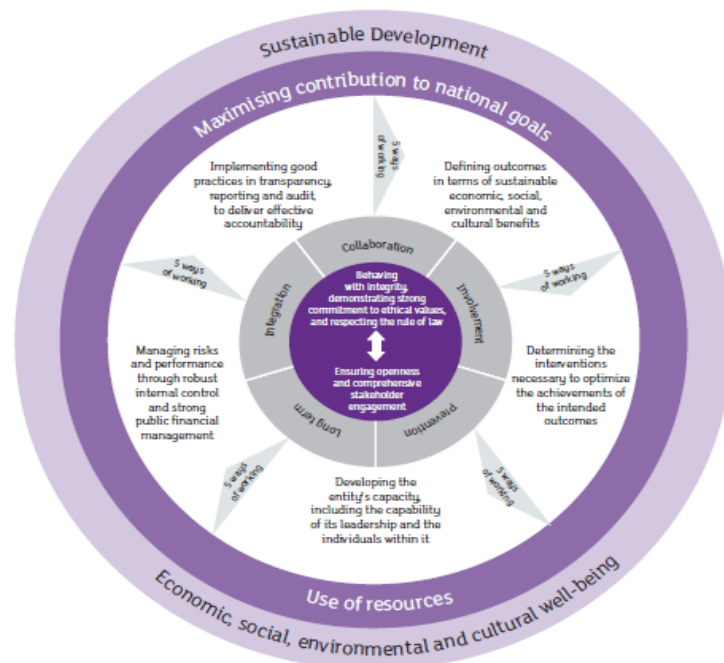 Sustainable Development
Maximising contribution to national goals
5 ways
of working
Implementing good
practices in transparency,
reporting and audit,
to deliver effective
accountability
Defining outcomes
in terms of sustainable
economic, social,
environmental and
cultural benefits
Collaboration
5 ways
of working
Integration
Behaving
with integrity,
demonstrating strong
commitment to ethical values,
and respecting the rule of law
Involvement
5 ways
of working
Ensuring openness
and comprehensive
stakeholder
engagement
Managing risks
and performance
through robust
internal control
and strong
public financial
management
Determining the
interventions
necessary to optimize
the achievements of
the intended
outcomes
Long term
Prevention
5 ways
of working
5 ways
of working
Developing the
entity's capacity,
including the capability
of its leadership and the
individuals within it
Use of resources
Economic, social, environmental and cultural well-being